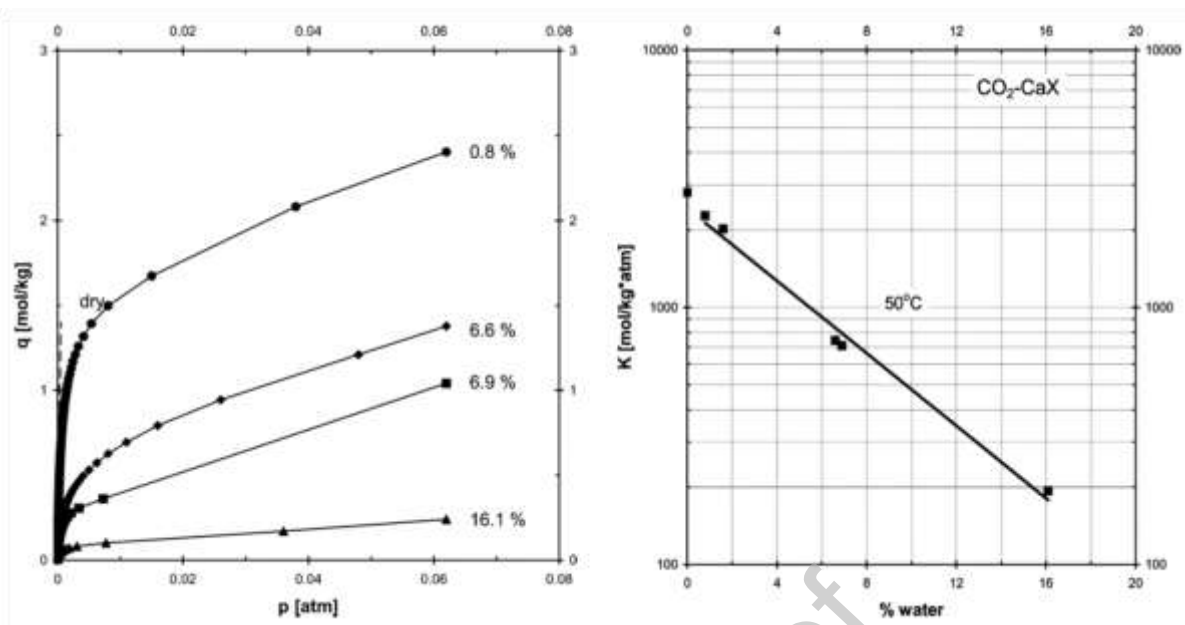 0 0.02 0.04 0.06 0.08
3 3
2 2
1 1
0 0
0 0.02 0.04 0.06 0.08
q [mol/kg]
p [atm]
dry
0.8 %
6.6 %
6.9 %
16.1 %
0 4 8 12 16 20
10000 10000
1000 1000
100 100
0 4 8 12 16 20
K [mol/kg*atm]
% water
CO₂-CaX
50°C
of